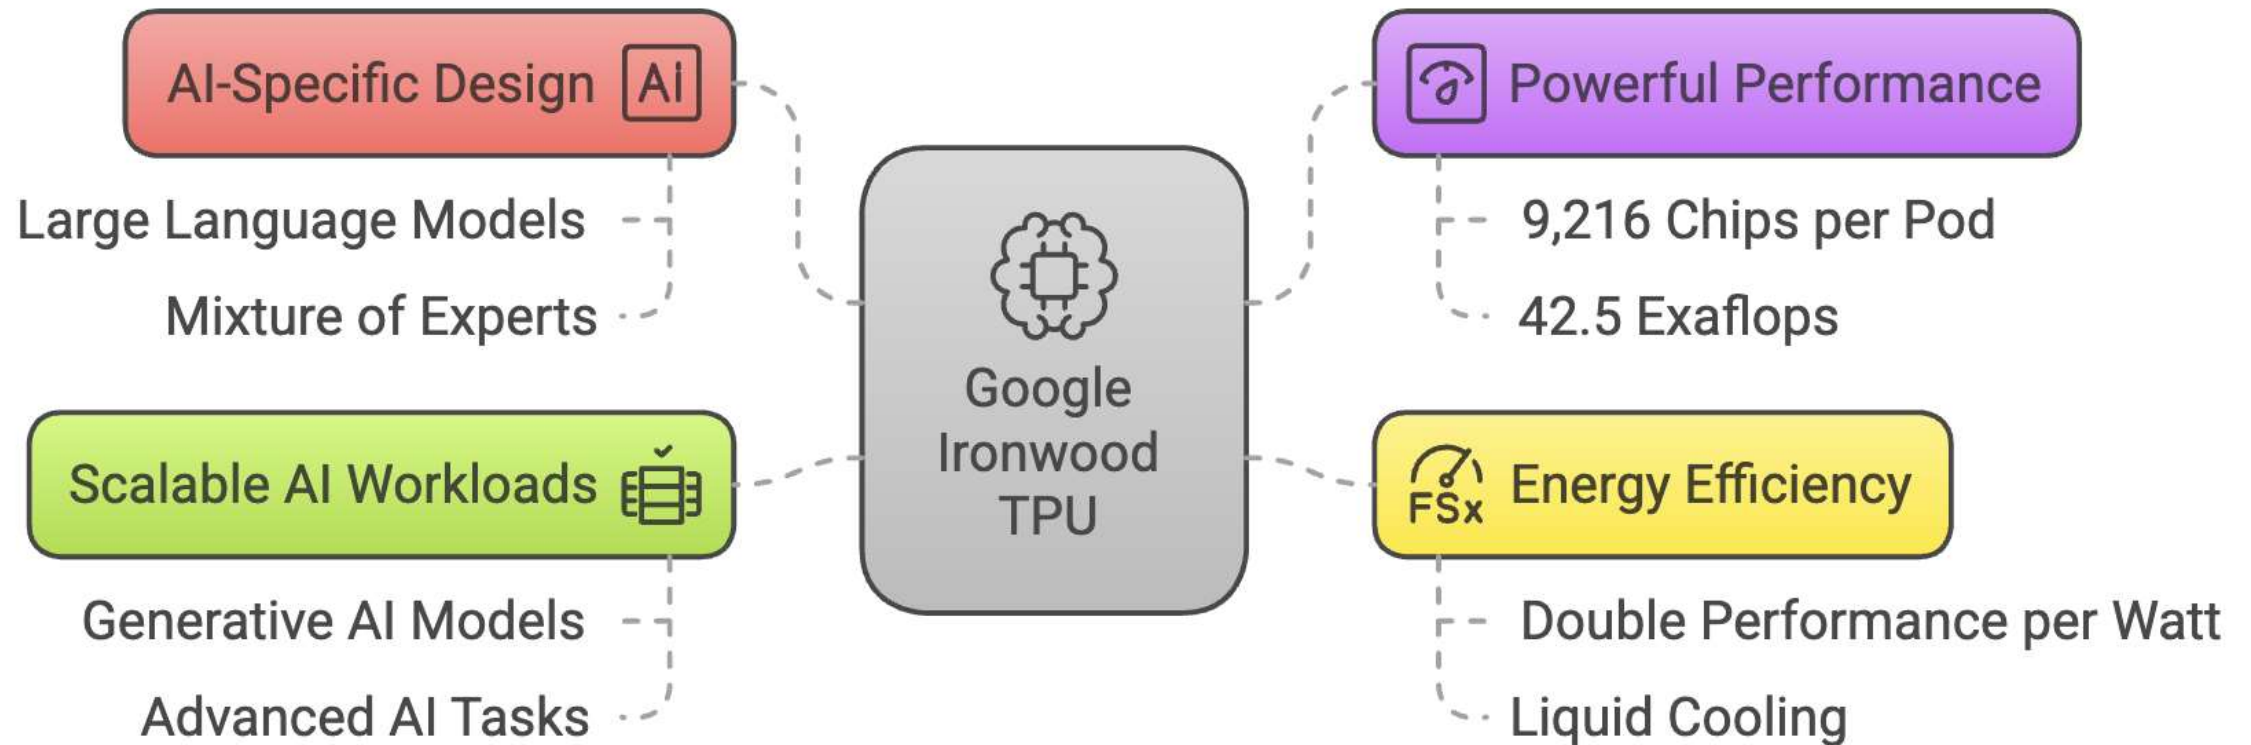 AI-Specific Design Ai
Large Language Models
Mixture of Experts
Scalable AI Workloads
Generative AI Models
Advanced AI Tasks
Google
Ironwood
TPU
Powerful Performance
9,216 Chips per Pod
42.5 Exaflops
FSx Energy Efficiency
Double Performance per Watt
Liquid Cooling